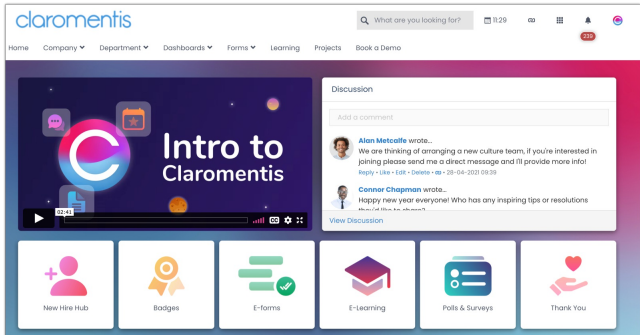 claromentis
What are you looking for?
11:29
239
Home Company Department Dashboards Forms Learning Projects Book a Demo
Intro to
Claromentis
02:41
CC
Discussion
Add a comment
Alan Metcalfe wrote...
We are thinking of arranging a new culture team, if you're interested in
joining please send me a direct message and I'll provide more info!
Reply • Like • Edit • Delete • 28-04-2021 09:39
Connor Chapman wrote...
Happy new year everyone! Who has any inspiring tips or resolutions
they'd like to share?
View Discussion
New Hire Hub
Badges
E-forms
E-Learning
Polls & Surveys
Thank You